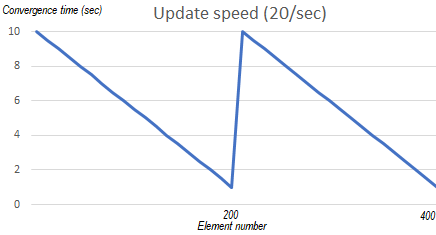 Convergence time (sec)
Update speed (20/sec)
10
8
6
4
2
0
200
400
Element number